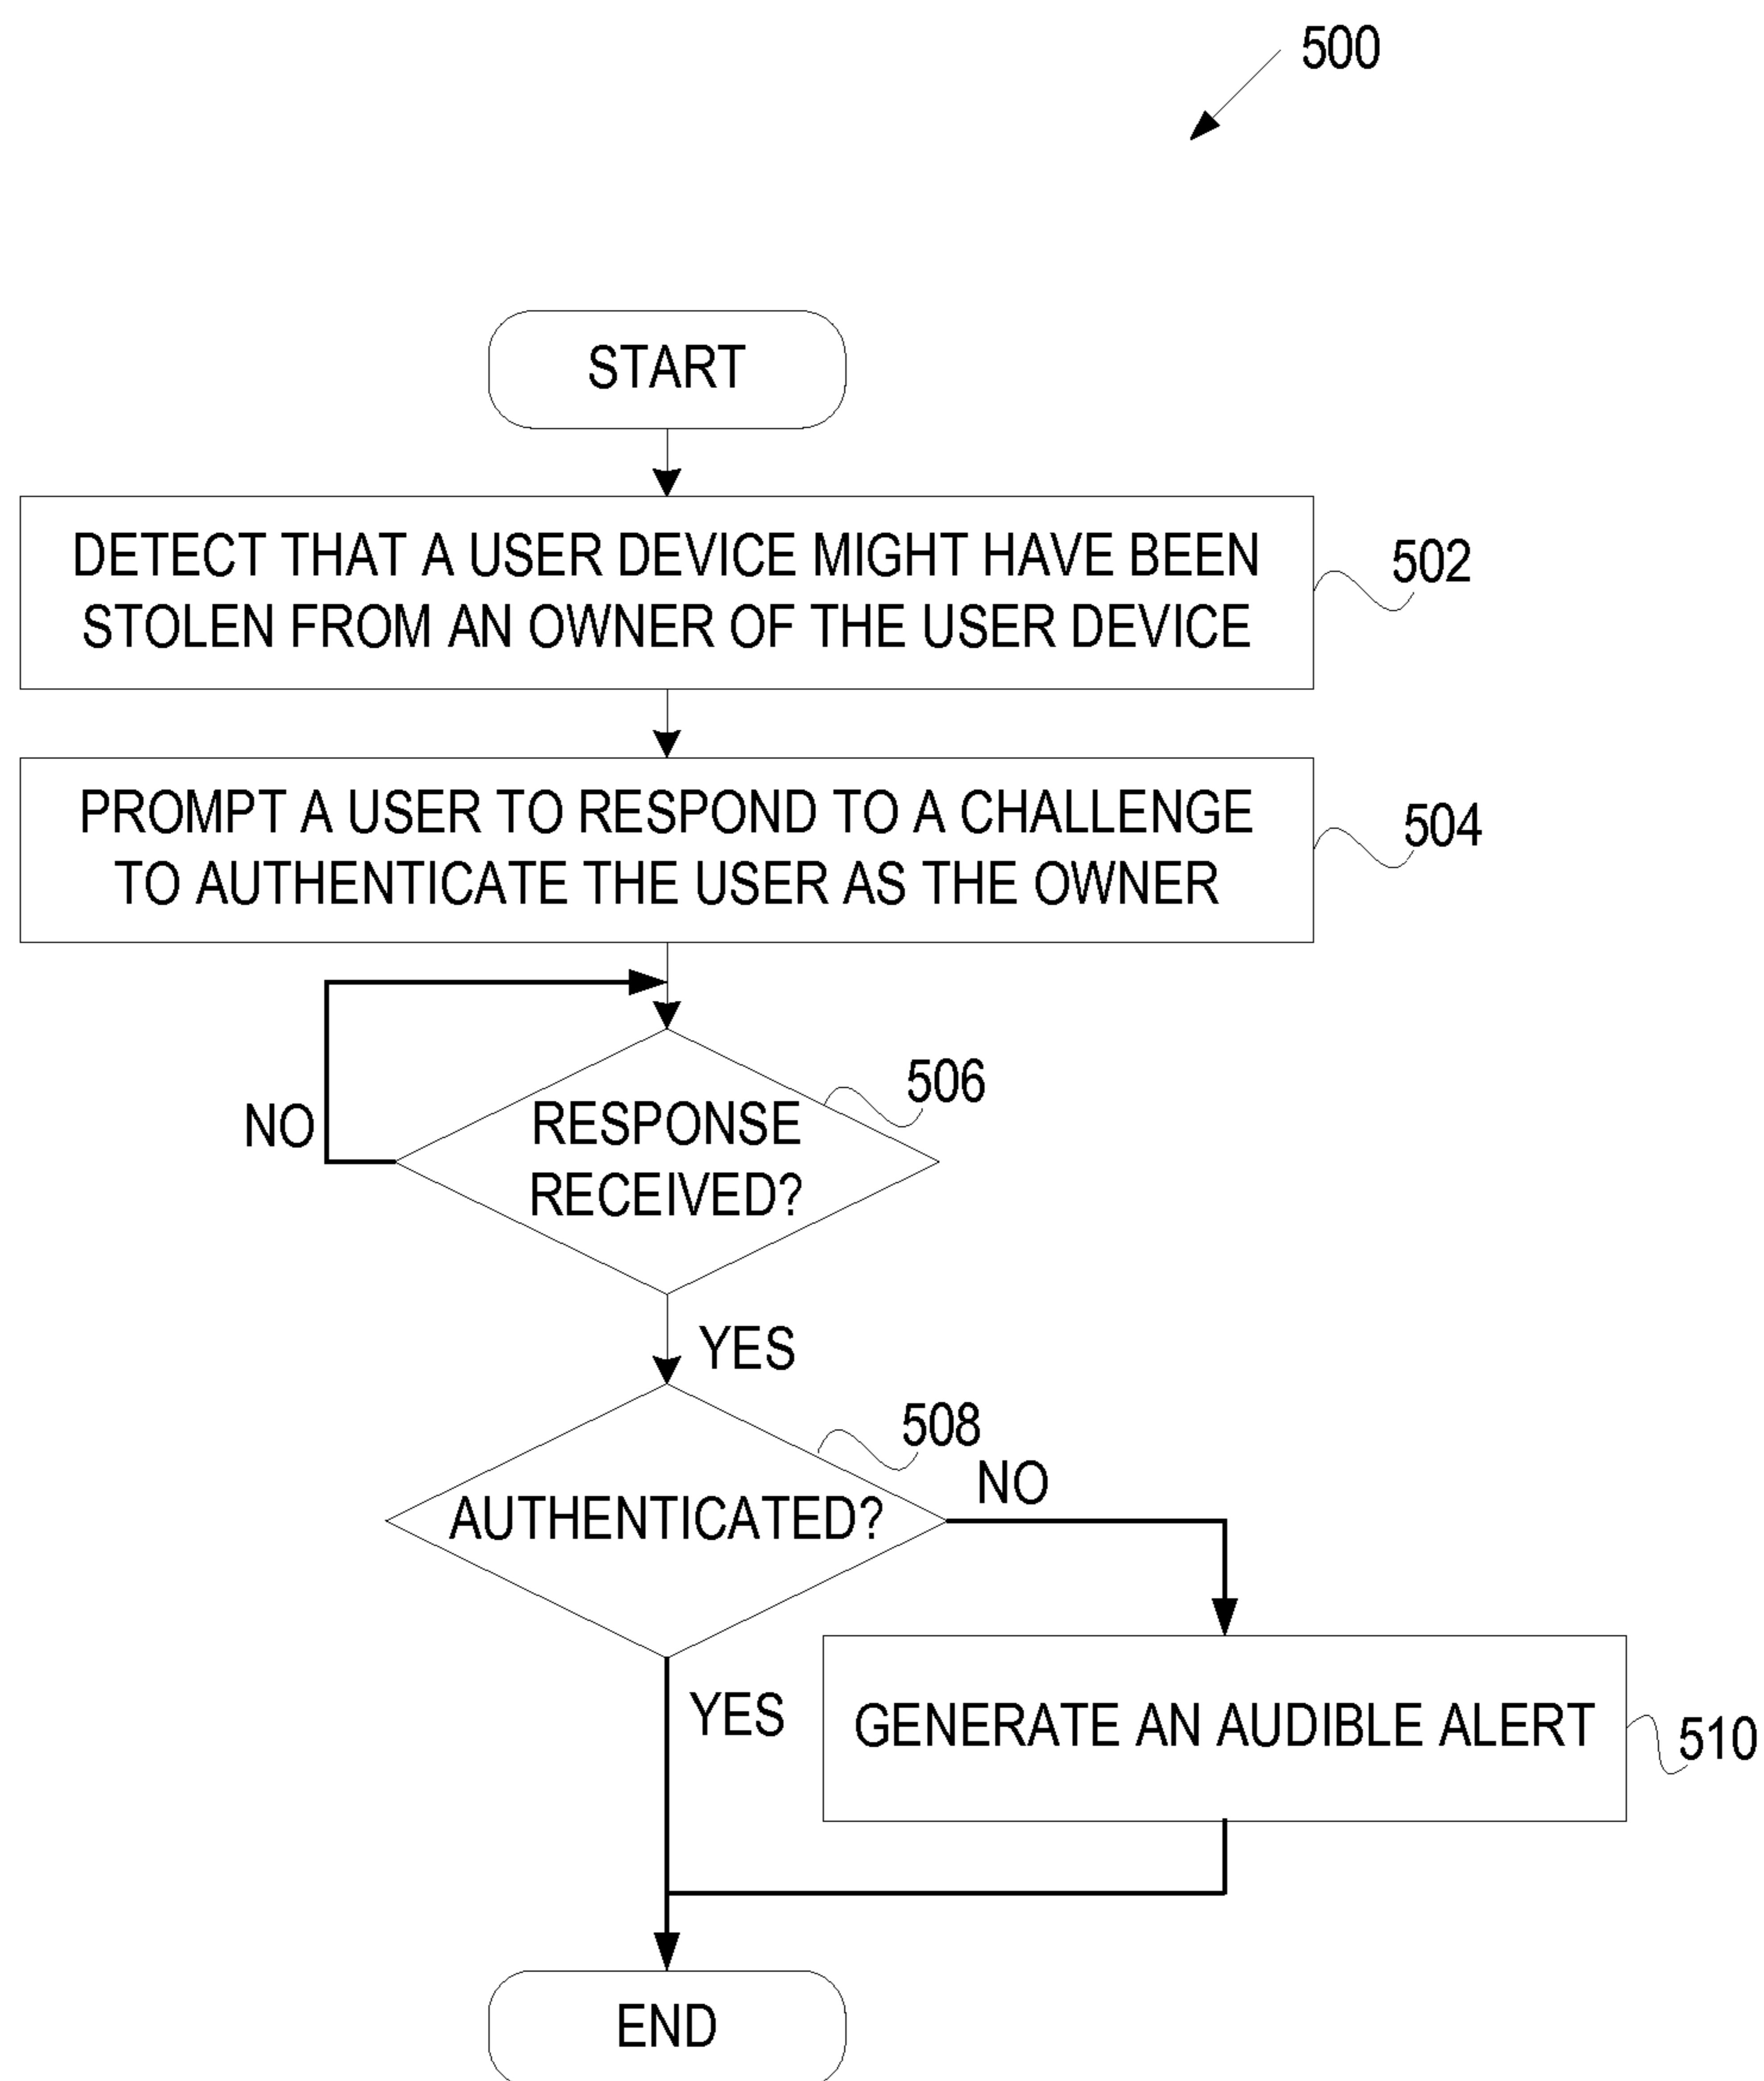 500
START
DETECT THAT A USER DEVICE MIGHT HAVE BEEN
STOLEN FROM AN OWNER OF THE USER DEVICE
502
PROMPT A USER TO RESPOND TO A CHALLENGE
TO AUTHENTICATE THE USER AS THE OWNER
504
506
NO
RESPONSE
RECEIVED?
YES
508
NO
AUTHENTICATED?
YES
GENERATE AN AUDIBLE ALERT
510
END